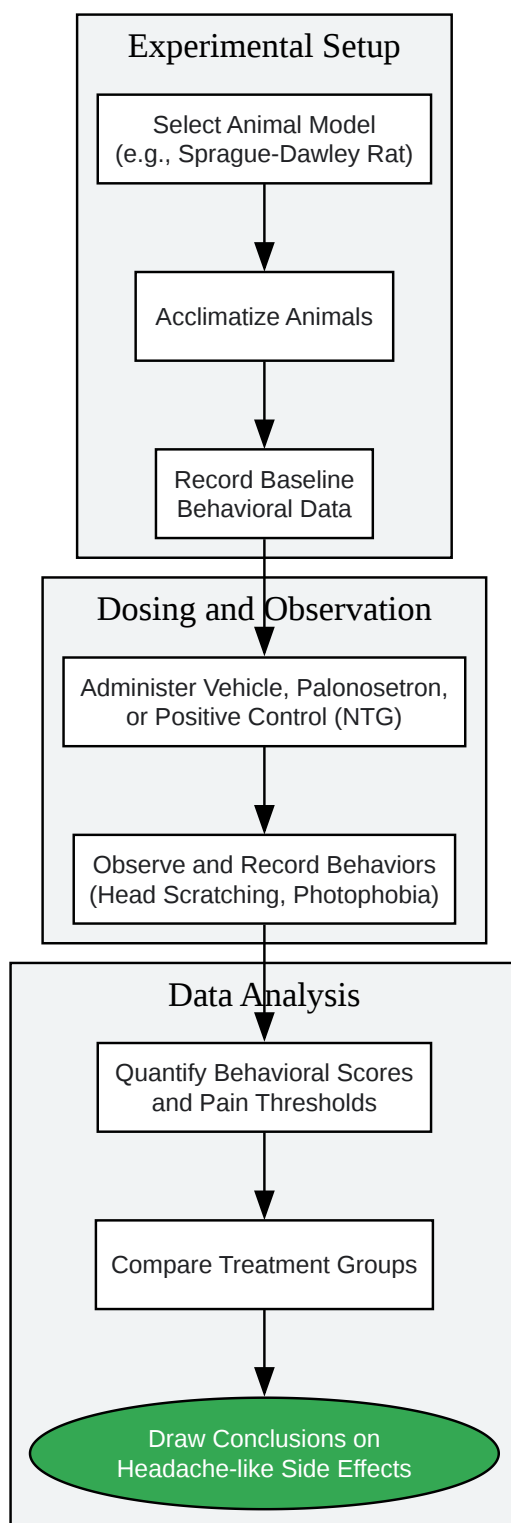 Experimental Setup
Select Animal Model
(e.g., Sprague-Dawley Rat)
Acclimatize Animals
Record Baseline
Behavioral Data
Dosing and Observation
Administer Vehicle, Palonosetron,
or Positive Control (NTG)
Observe and Record Behaviors
(Head Scratching, Photophobia)
Data Analysis
Quantify Behavioral Scores
and Pain Thresholds
Compare Treatment Groups
Draw Conclusions on
Headache-like Side Effects